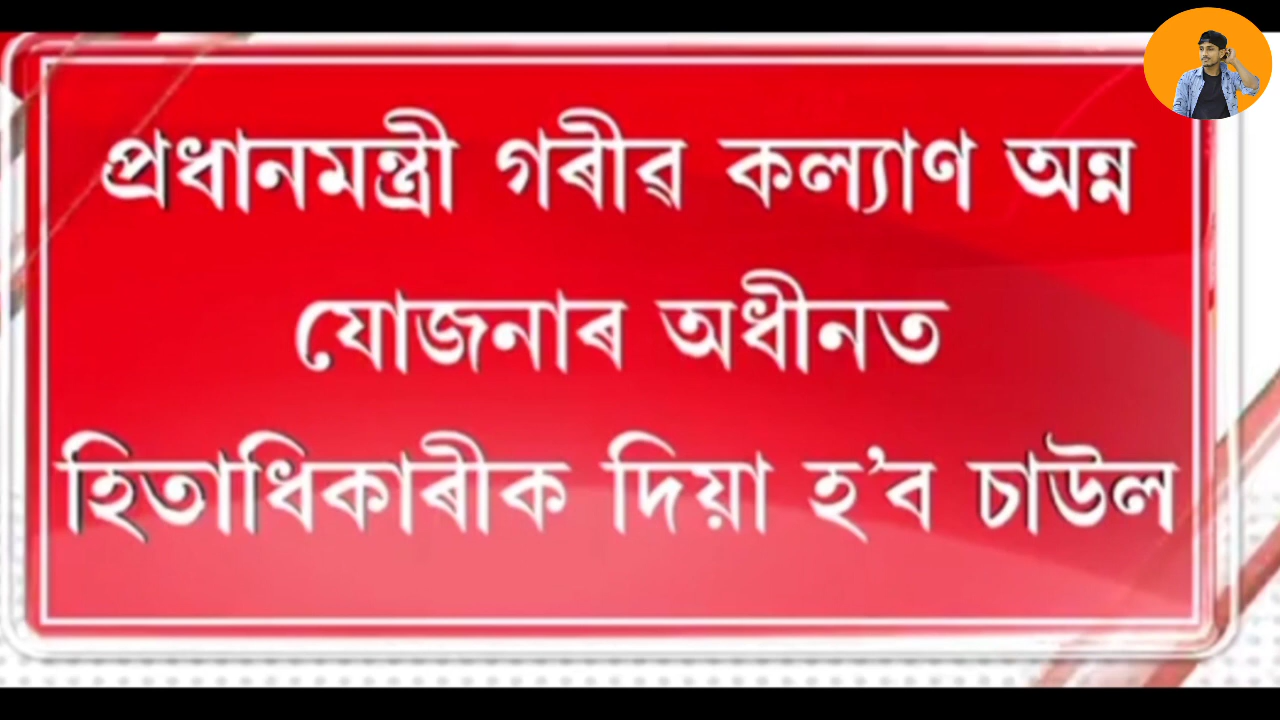 প্ৰধানমন্ত্ৰী গৰীৱ কল্যাণ অন্ন
যোজনাৰ অধীনত
হিতাধিকাৰীক দিয়া হ’ব চাউল